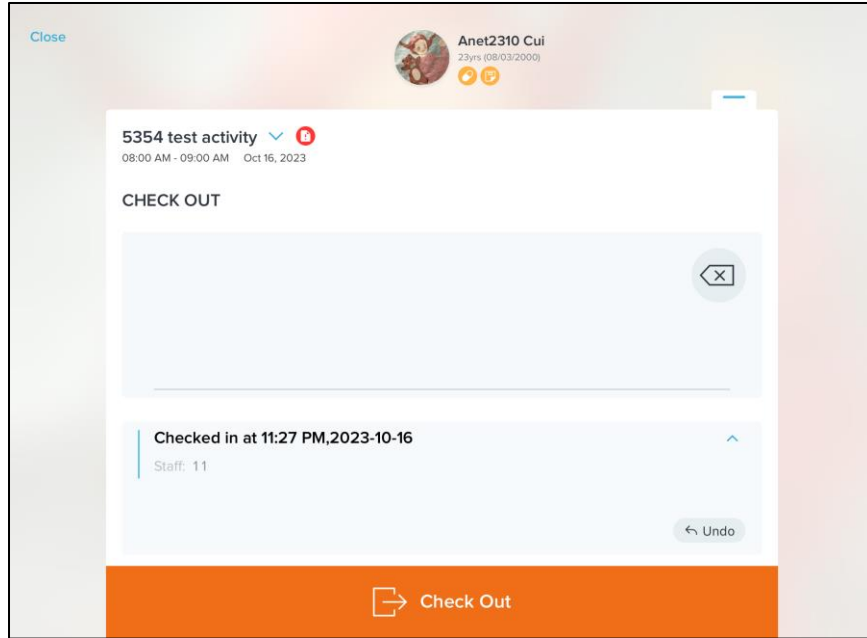 Close
Anet2310 Cui
23yrs (08/03/2000)
5354 test activity
08:00 AM - 09:00 AM Oct 16, 2023
CHECK OUT
Checked in at 11:27 PM,2023-10-16
Staff: 11
Undo
Check Out